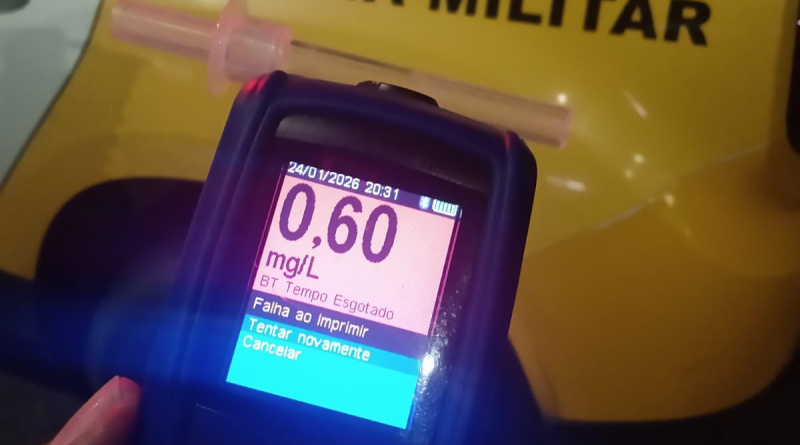 MILITAR
24/01/2026 20:31
0,60
mg/L
BT Tempo Esgotado
Falha ao imprimir
Tentar novamente
Cancelar